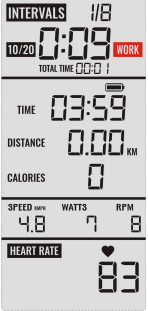 INTERVALS 1/8
10/20 0:09 WORK
TOTAL TIME 00:01
TIME 03:59
DISTANCE 0.00 KM
CALORIES 0
SPEED KMPH WATTS RPM
4.8 7 8
HEART RATE
83